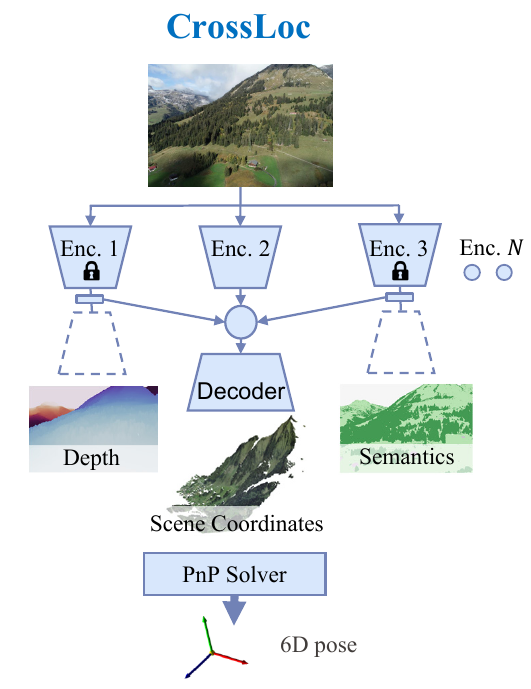 CrossLoc
Enc. 1
Enc. 2
Enc. 3
Enc. N
Decoder
Depth
Semantics
Scene Coordinates
PnP Solver
6D pose